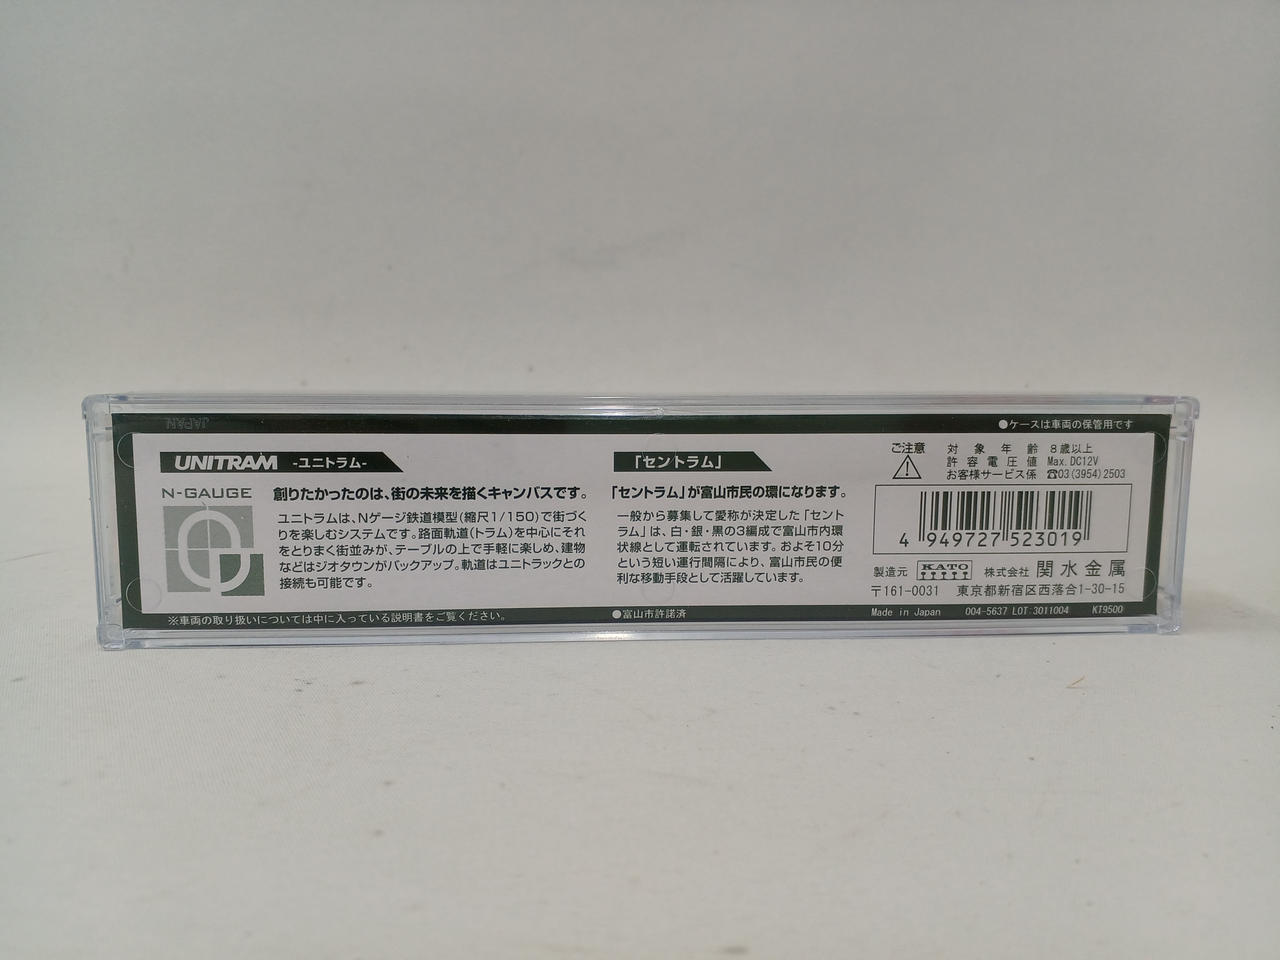 JAPAN
●ケースは車両の保管用です
UNITRAM -ユニトラム-
N-GAUGE
創りたかったのは、街の未来を描くキャンバスです。
ユニトラムは、Nゲージ鉄道模型(縮尺1/150)で街づく
りを楽しむシステムです。路面軌道(トラム)を中心にそれ
をとりまく街並みが、テーブルの上で手軽に楽しめ、建物
などはジオタウンがバックアップ。軌道はユニトラックとの
接続も可能です。
「セントラム」
「セントラム」が富山市民の環になります。
一般から募集して愛称が決定した「セント
ラム」は、白・銀・黒の3編成で富山市内環
状線として運転されています。およそ10分
という短い運行間隔により、富山市民の便
利な移動手段として活躍しています。
ご注意
対象年齢 8歳以上
許容電圧値 Max.DC12V
お客様サービス係 ☎03(3954)2503
4 949727 523019
製造元 KATO 株式会社 関水金属
〒161-0031 東京都新宿区西落合1-30-15
※車両の取り扱いについては中に入っている説明書をご覧ください。
●富山市許諾済
Made in Japan 004-5637 LOT:3011004 KT9500